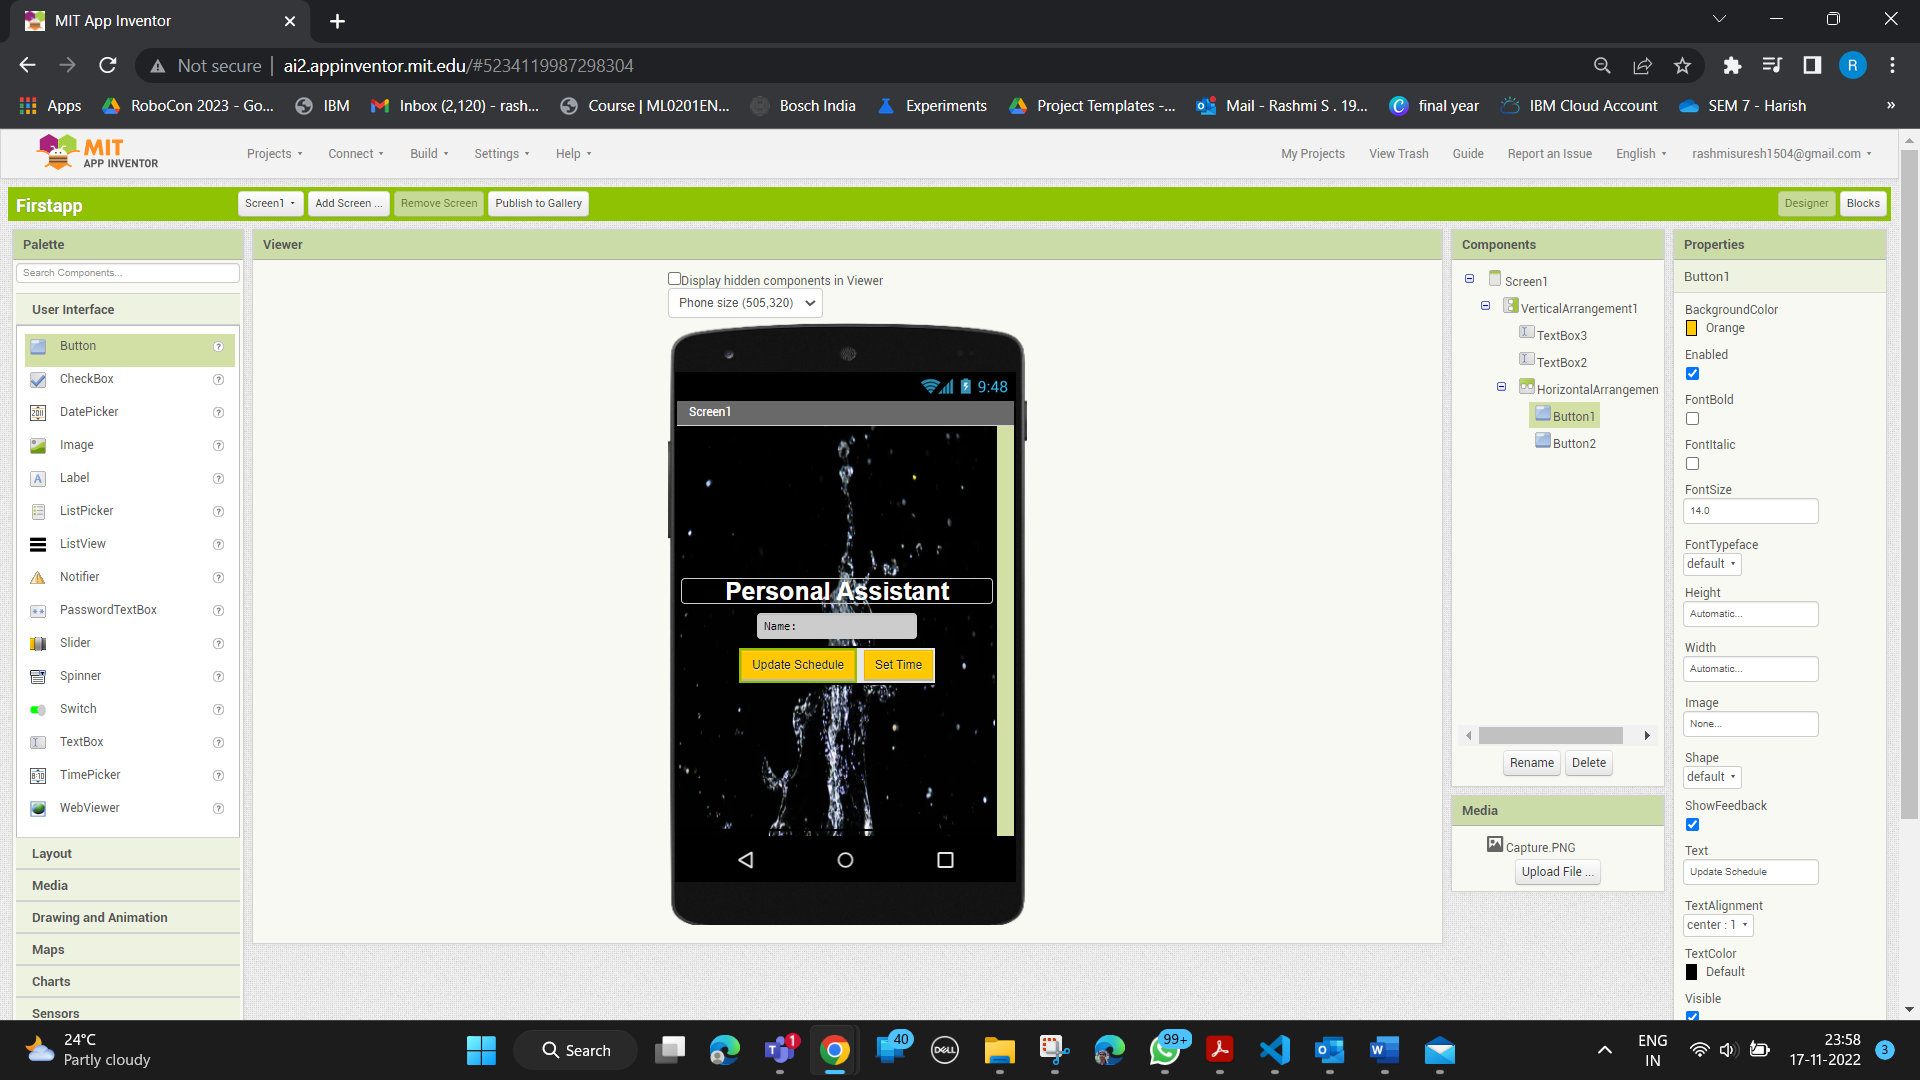 MIT App Inventor
Not secure
ai2.appinventor.mit.edu/#5234119987298304
R
Apps
RoboCon 2023 - Go...
IBM
Inbox (2,120) - rash...
Course | ML0201EN...
Bosch India
Experiments
Project Templates -...
Mail - Rashmi S . 19...
final year
IBM Cloud Account
SEM 7 - Harish
»
MIT
APP INVENTOR
Projects
Connect
Build
Settings
Help
My Projects
View Trash
Guide
Report an Issue
English
rashmisuresh1504@gmail.com
Firstapp
Screen1
Add Screen ...
Remove Screen
Publish to Gallery
Designer
Blocks
Palette
Search Components...
User Interface
Button
CheckBox
DatePicker
Image
Label
ListPicker
ListView
Notifier
PasswordTextBox
Slider
Spinner
Switch
TextBox
TimePicker
WebViewer
Layout
Media
Drawing and Animation
Maps
Charts
Sensors
Viewer
Display hidden components in Viewer
Phone size (505,320)
9:48
Screen1
Personal Assistant
Name:
Update Schedule
Set Time
Components
Screen1
VerticalArrangement1
TextBox3
TextBox2
HorizontalArrangemen
Button1
Button2
Rename
Delete
Media
Capture.PNG
Upload File ...
Properties
Button1
BackgroundColor
Orange
Enabled
FontBold
FontItalic
FontSize
14.0
FontTypeface
default
Height
Automatic...
Width
Automatic...
Image
None...
Shape
default
ShowFeedback
Text
Update Schedule
TextAlignment
center : 1
TextColor
Default
Visible
24°C
Partly cloudy
Search
1
40
DELL
99+
ENG
IN
23:58
17-11-2022
3